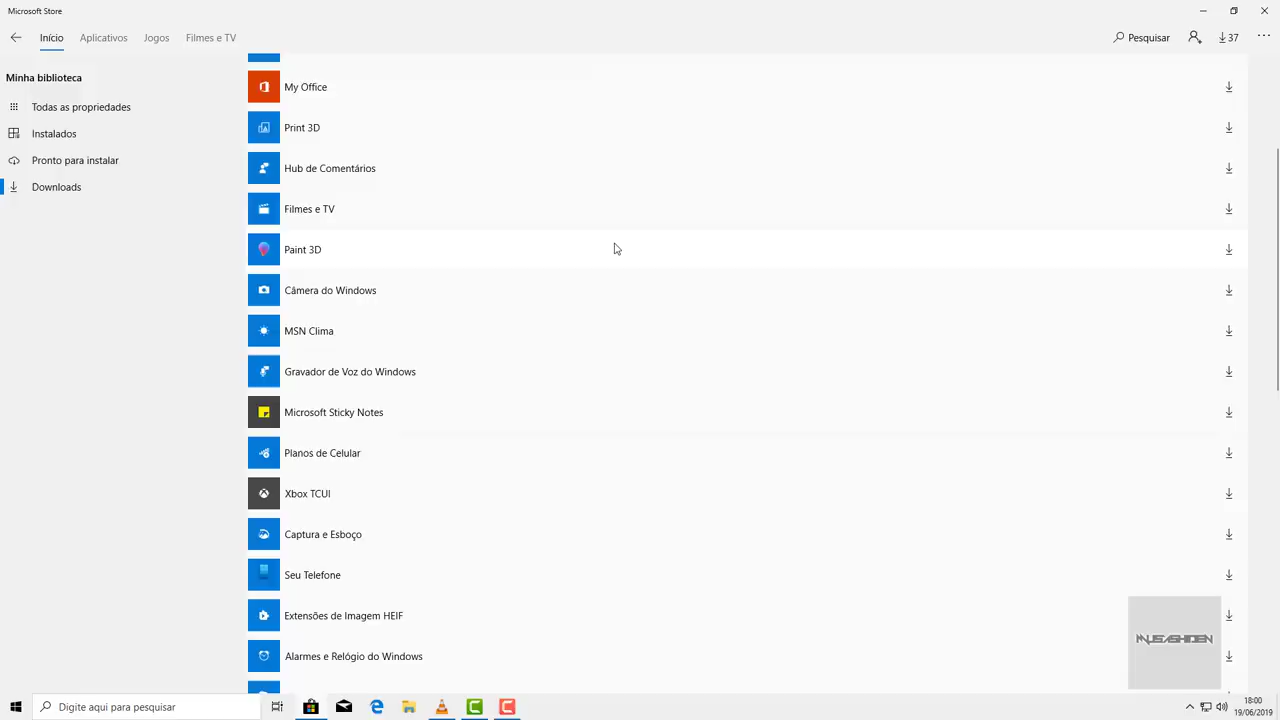 Microsoft Store
Início Aplicativos Jogos Filmes e TV Pesquisar 37
Minha biblioteca
Todas as propriedades
Instalados
Pronto para instalar
Downloads
My Office
Print 3D
Hub de Comentários
Filmes e TV
Paint 3D
Câmera do Windows
MSN Clima
Gravador de Voz do Windows
Microsoft Sticky Notes
Planos de Celular
Xbox TCUI
Captura e Esboço
Seu Telefone
Extensões de Imagem HEIF
Alarmes e Relógio do Windows
MUSASHIDEN
Digite aqui para pesquisar
18:00
19/06/2019